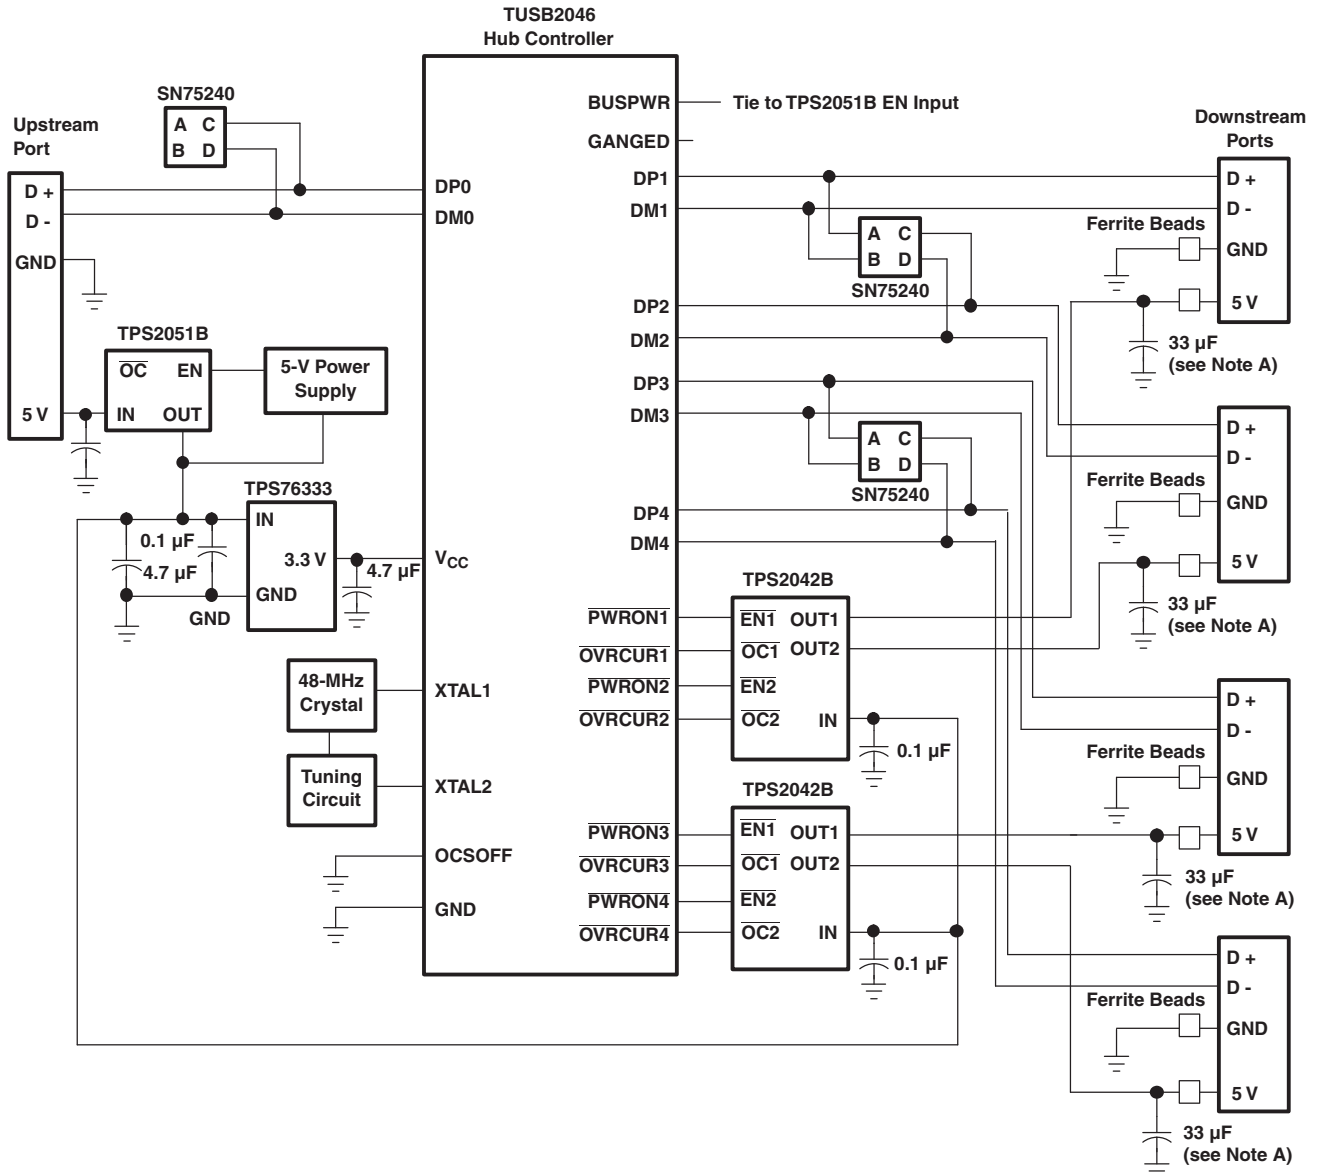 TUSB2046
Hub Controller
SN75240
A C
B D
Upstream
Port
D +
D -
GND
5 V
TPS2051B
OC EN
IN OUT
5-V Power
Supply
TPS76333
IN
3.3 V
GND
0.1 µF
4.7 µF
GND
4.7 µF
48-MHz
Crystal
Tuning
Circuit
DP0
DM0
VCC
XTAL1
XTAL2
OCSOFF
GND
BUSPWR
Tie to TPS2051B EN Input
GANGED
DP1
DM1
A C
B D
SN75240
DP2
DM2
DP3
DM3
A C
B D
SN75240
DP4
DM4
PWRON1
OVRCUR1
PWRON2
OVRCUR2
TPS2042B
EN1 OUT1
OC1 OUT2
EN2
OC2 IN
0.1 µF
PWRON3
OVRCUR3
PWRON4
OVRCUR4
TPS2042B
EN1 OUT1
OC1 OUT2
EN2
OC2 IN
0.1 µF
Downstream
Ports
D +
D -
Ferrite Beads
GND
5 V
33 µF
(see Note A)
D +
D -
Ferrite Beads
GND
5 V
33 µF
(see Note A)
D +
D -
Ferrite Beads
GND
5 V
33 µF
(see Note A)
D +
D -
Ferrite Beads
GND
5 V
33 µF
(see Note A)